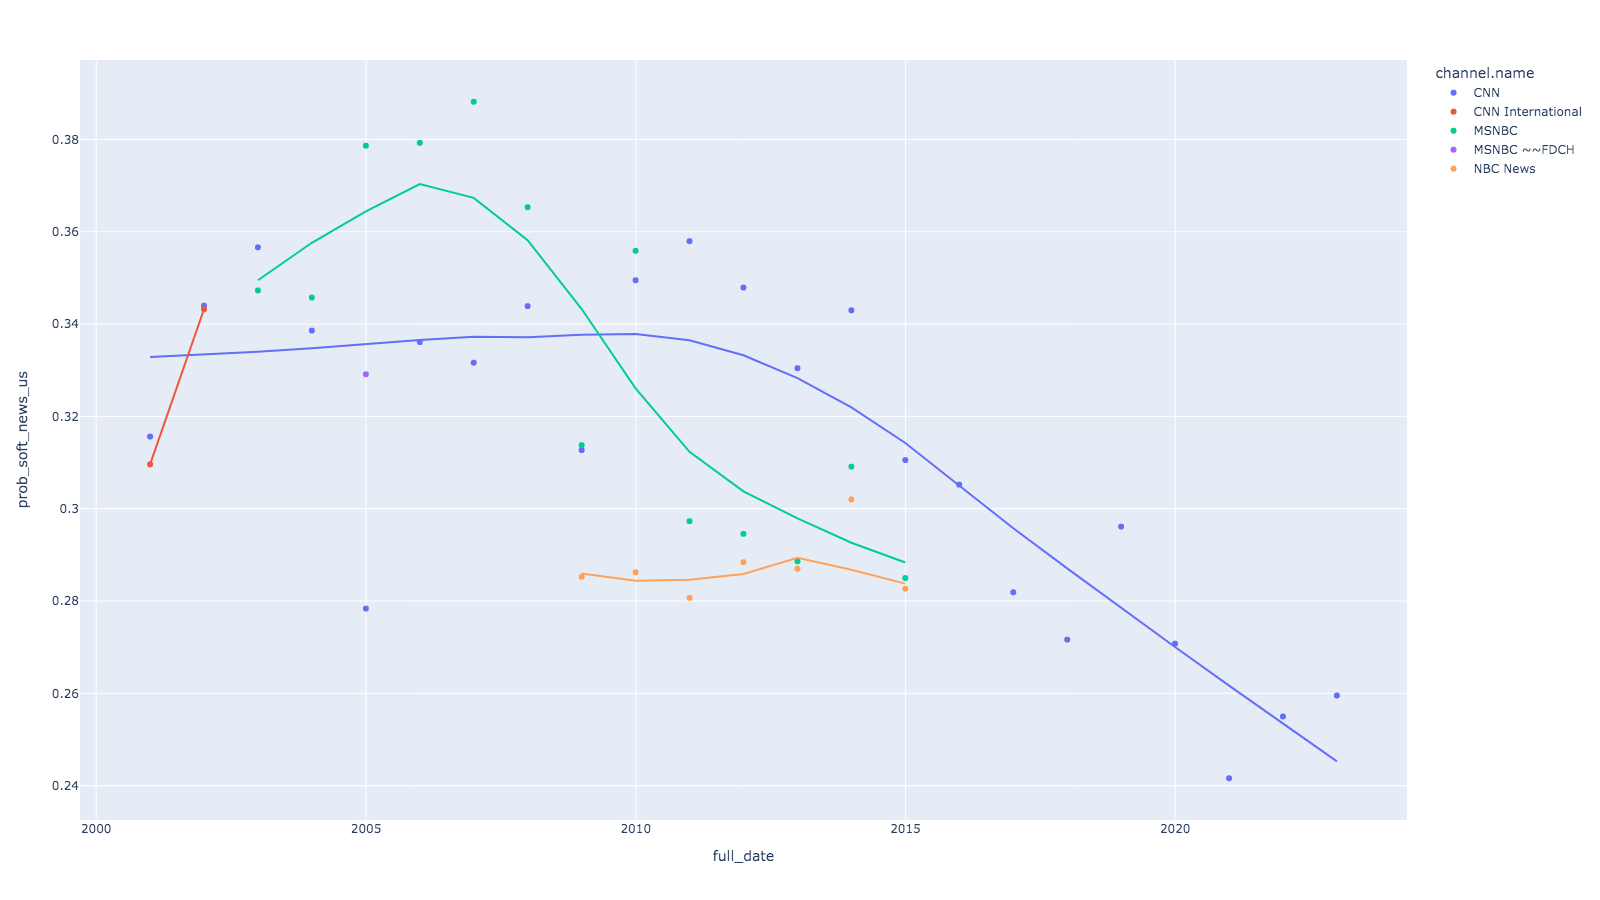 channel.name
CNN
CNN International
MSNBC
MSNBC ~~FDCH
NBC News
prob_soft_news_us
0.38
0.36
0.34
0.32
0.3
0.28
0.26
0.24
2000 2005 2010 2015 2020
full_date